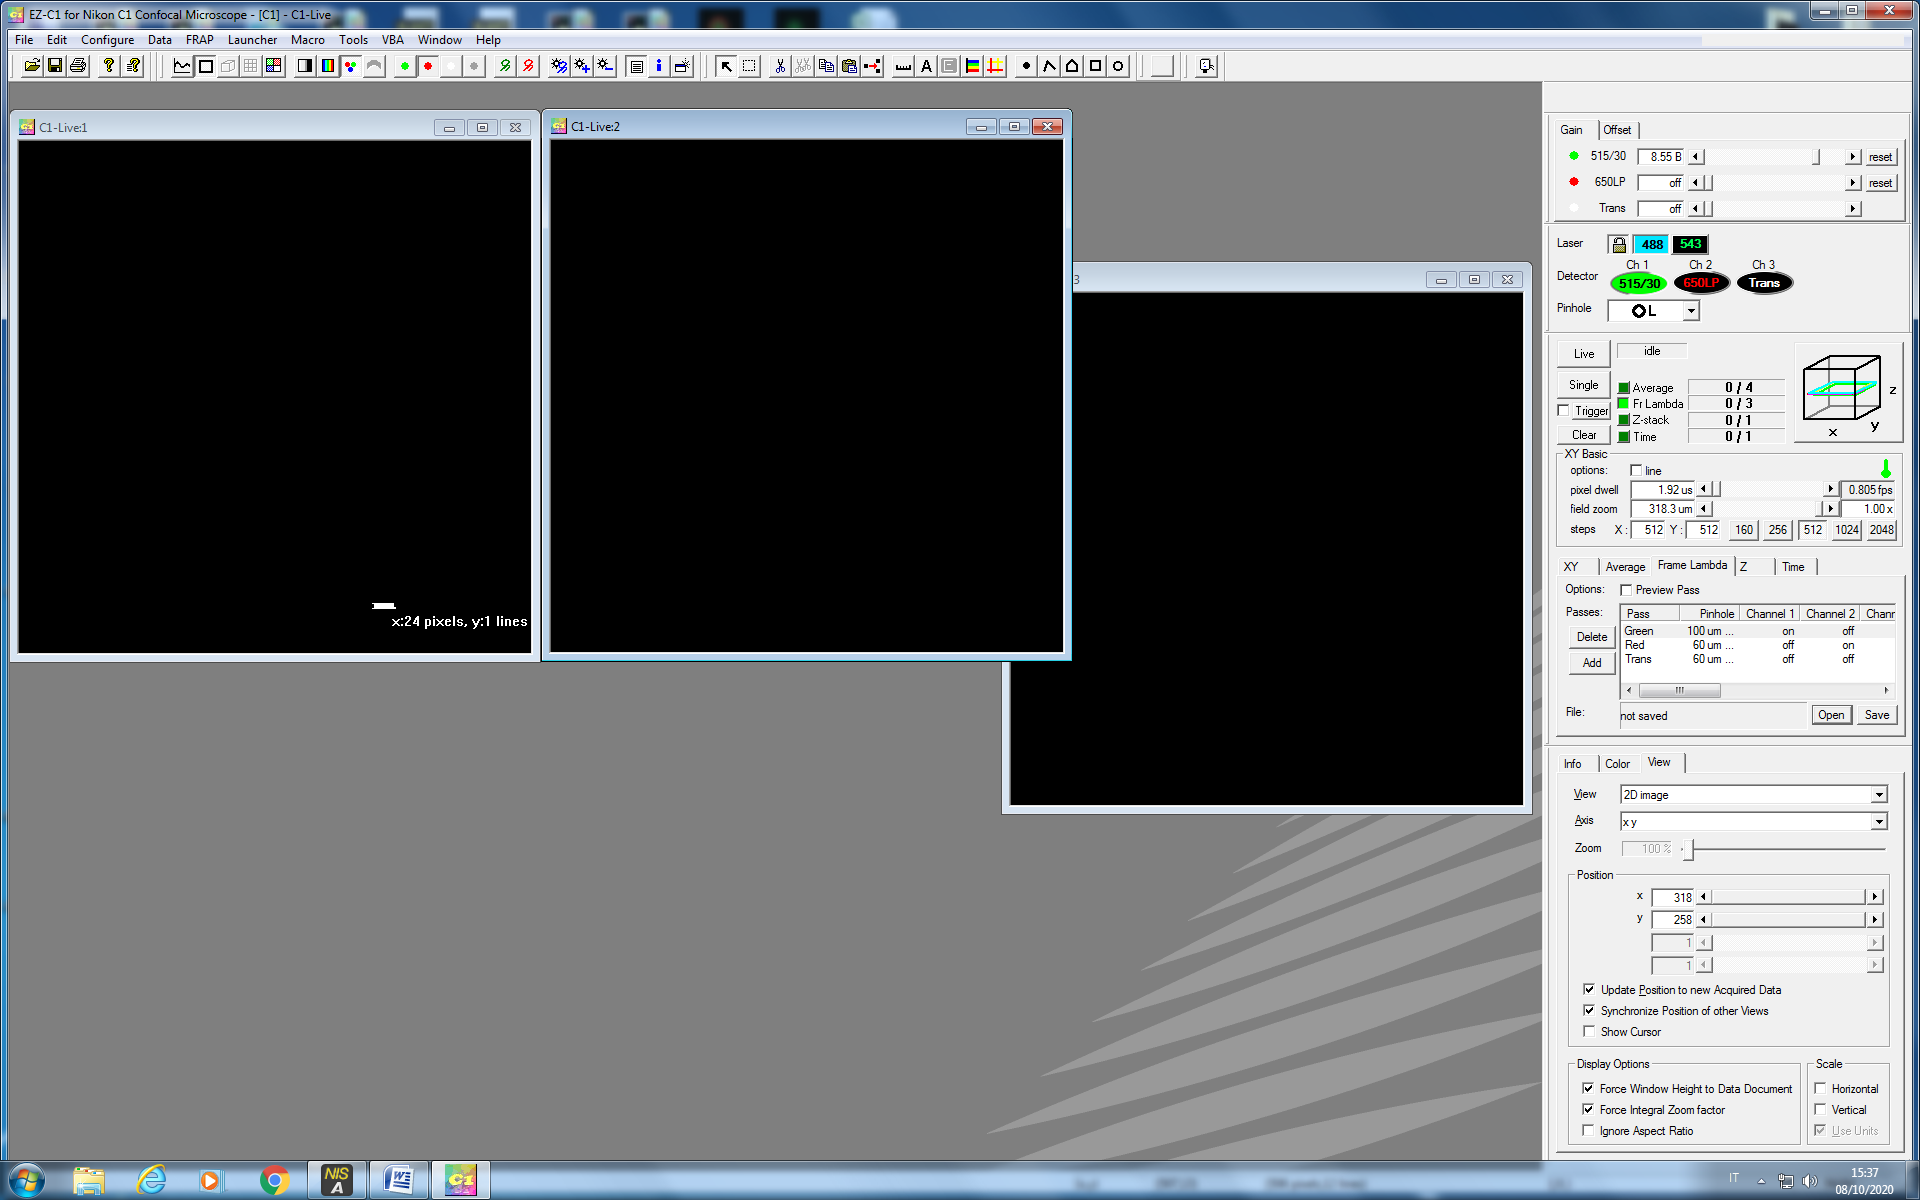 EZ-C1 for Nikon C1 Confocal Microscope - [C1] - C1-Live
File Edit Configure Data FRAP Launcher Macro Tools VBA Window Help
C1-Live:1
x:24 pixels, y:1 lines
C1-Live:2
3
Gain Offset
515/30 8.55 B reset
650LP off reset
Trans off
Laser 488 543
Ch 1 Ch 2 Ch 3
Detector 515/30 650LP Trans
Pinhole L
Live idle
Single Average 0 / 4
Trigger Fr Lambda 0 / 3
Z-stack 0 / 1
Clear Time 0 / 1
x y z
XY Basic
options: line
pixel dwell 1.92 us 0.805 fps
field zoom 318.3 um 1.00 x
steps X : 512 Y : 512 160 256 512 1024 2048
XY Average Frame Lambda Z Time
Options: Preview Pass
Passes: Pass Pinhole Channel 1 Channel 2 Chanr
Delete Green 100 um ... on off
Red 60 um ... off on
Add Trans 60 um ... off off
File: not saved Open Save
Info Color View
View 2D image
Axis x y
Zoom 100 %
Position
x 318
y 258
1
1
Update Position to new Acquired Data
Synchronize Position of other Views
Show Cursor
Display Options Scale
Force Window Height to Data Document Horizontal
Force Integral Zoom factor Vertical
Ignore Aspect Ratio Use Units
NIS A W C1 IT 15:37
08/10/2020